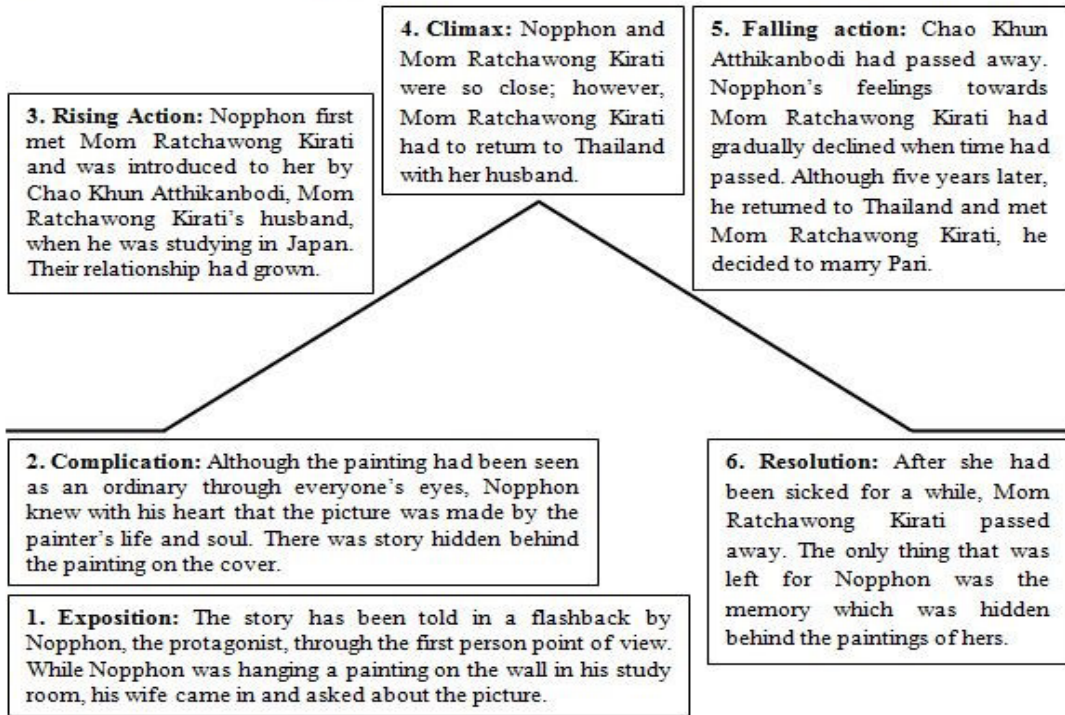 4. Climax: Nopphon and
Mom Ratchawong Kirati
were so close; however,
Mom Ratchawong Kirati
had to return to Thailand
with her husband.
5. Falling action: Chao Khun
Atthikanbodi had passed away.
Nopphon's feelings towards
Mom Ratchawong Kirati had
gradually declined when time had
passed. Although five years later,
he returned to Thailand and met
Mom Ratchawong Kirati, he
decided to marry Pari.
3. Rising Action: Nopphon first
met Mom Ratchawong Kirati
and was introduced to her by
Chao Khun Atthikanbodi, Mom
Ratchawong Kirati's husband,
when he was studying in Japan.
Their relationship had grown.
2. Complication: Although the painting had been seen
as an ordinary through everyone's eyes, Nopphon
knew with his heart that the picture was made by the
painter's life and soul. There was story hidden behind
the painting on the cover.
6. Resolution: After she had
been sicked for a while, Mom
Ratchawong Kirati passed
away. The only thing that was
left for Nopphon was the
memory which was hidden
behind the paintings of hers.
1. Exposition: The story has been told in a flashback by
Nopphon, the protagonist, through the first person point of view.
While Nopphon was hanging a painting on the wall in his study
room, his wife came in and asked about the picture.